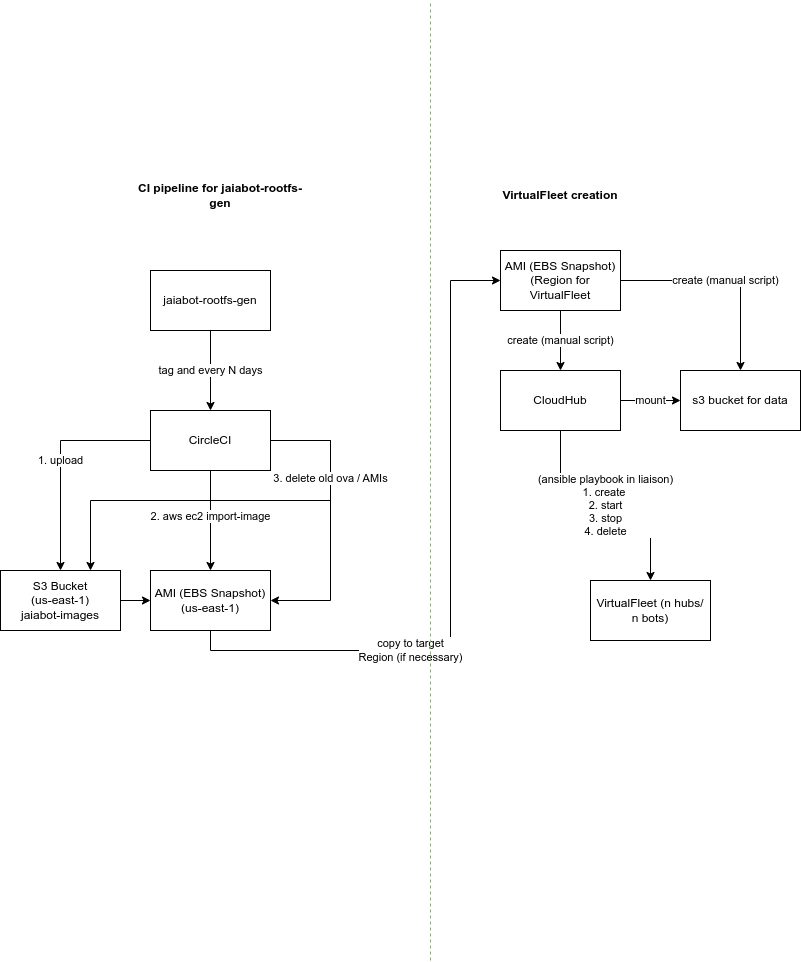 CI pipeline for jaiabot-rootfs-
gen
jaiabot-rootfs-gen
tag and every N days
CircleCI
1. upload
3. delete old ova / AMIs
2. aws ec2 import-image
S3 Bucket
(us-east-1)
jaiabot-images
AMI (EBS Snapshot)
(us-east-1)
copy to target
Region (if necessary)
VirtualFleet creation
AMI (EBS Snapshot)
(Region for
VirtualFleet
create (manual script)
create (manual script)
CloudHub
mount
s3 bucket for data
(ansible playbook in liaison)
1. create
2. start
3. stop
4. delete
VirtualFleet (n hubs/
n bots)